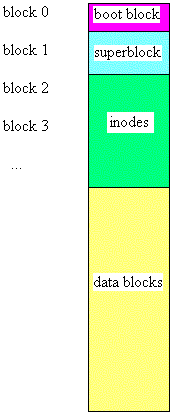 block 0
boot block
block 1
superblock
block 2
block 3
inodes
...
data blocks